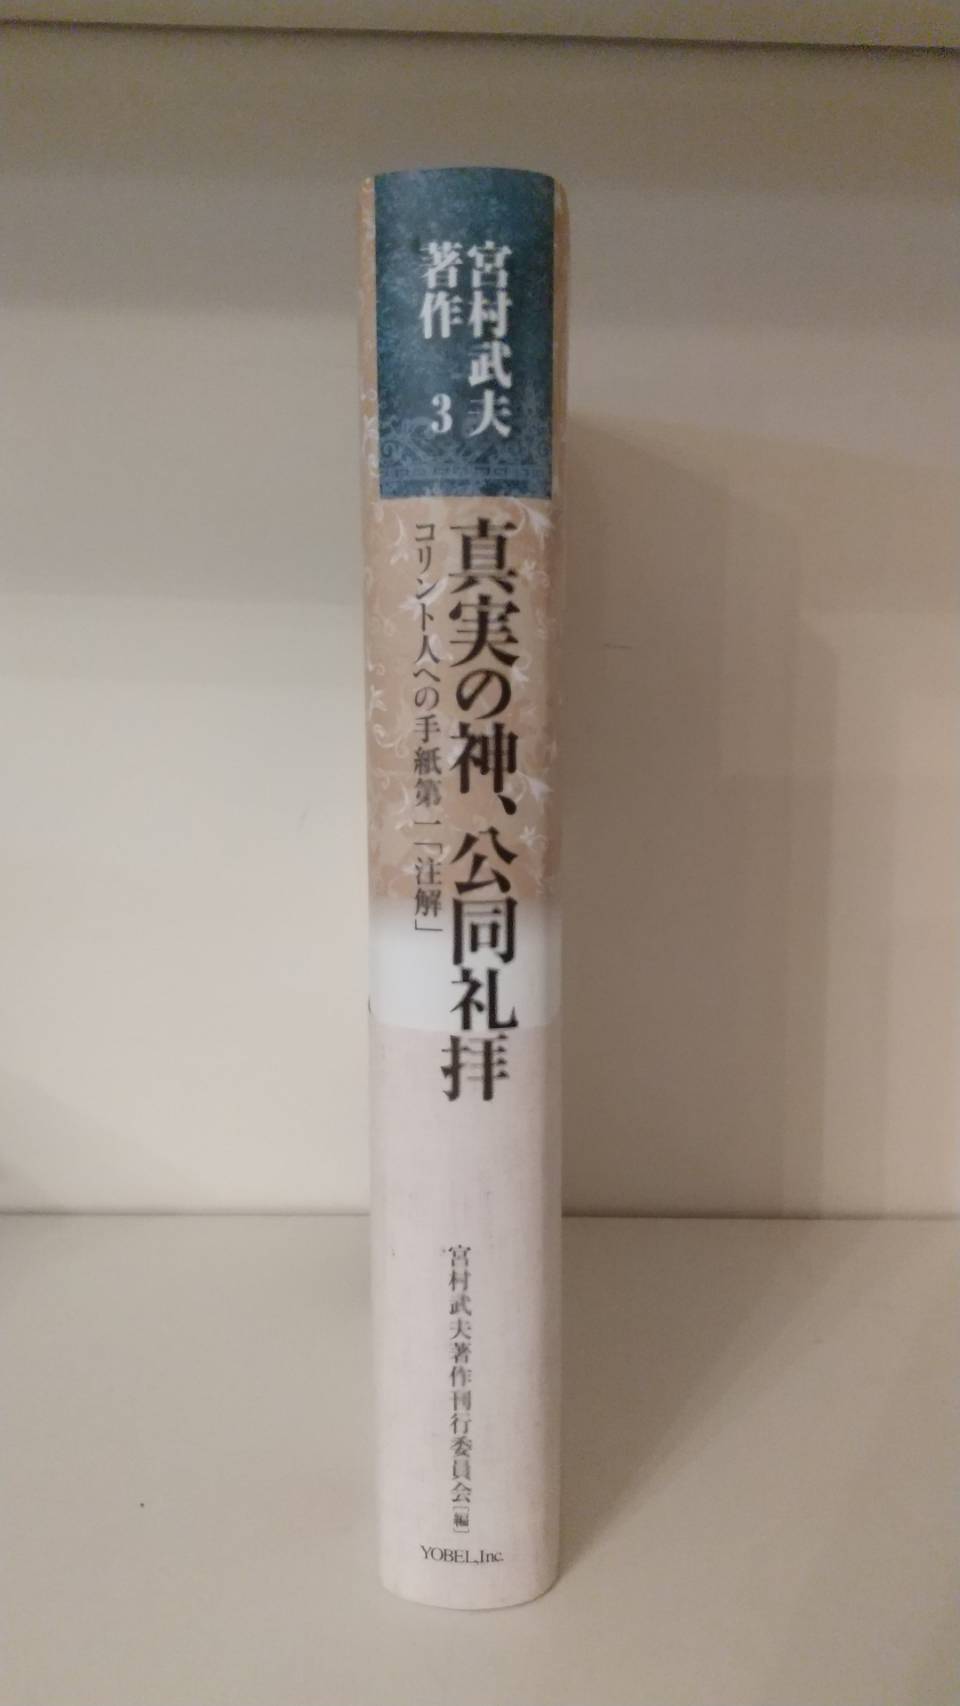 宮村武夫
著作 3
真実の神、公同礼拝
コリント人への手紙第一「注解」
宮村武夫著作刊行委員会［編］
YOBEL,Inc.